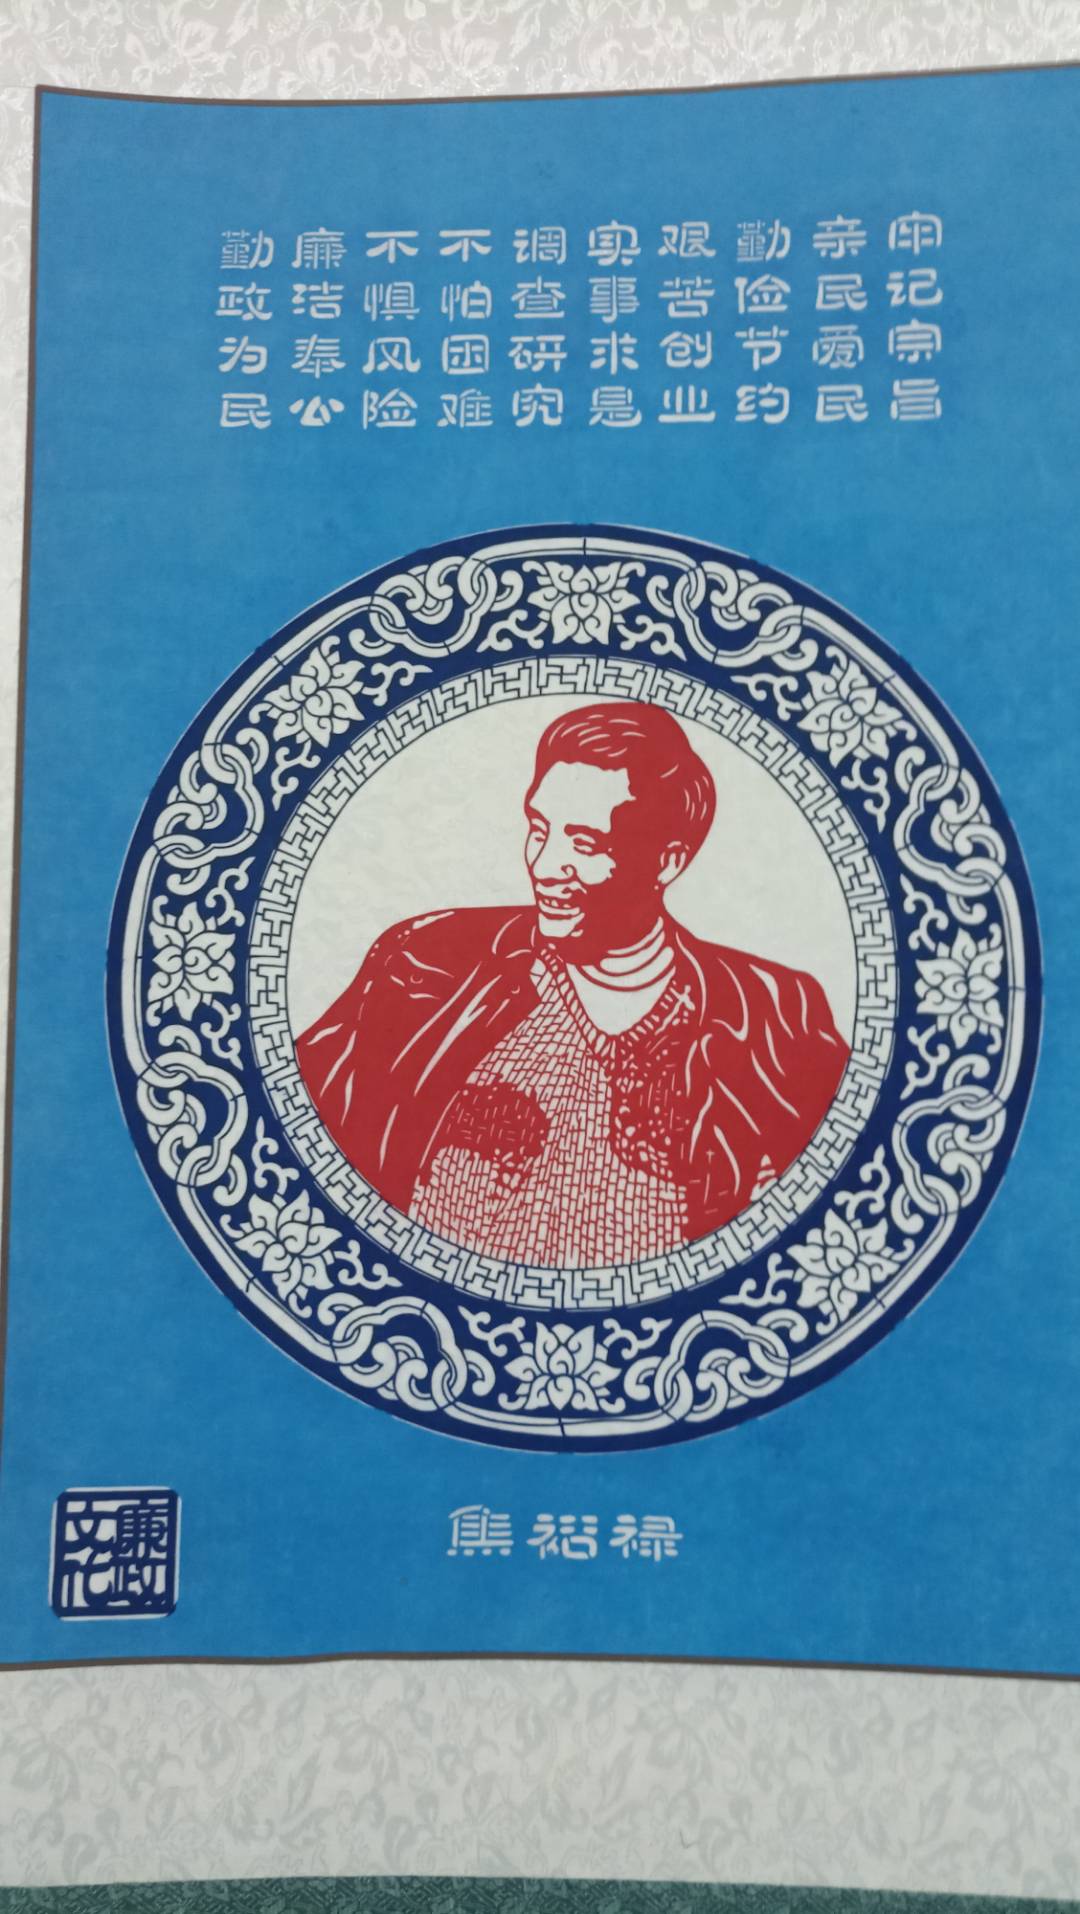 牢记宗旨
亲民爱民
勤俭节约
艰苦创业
实事求是
调查研究
不怕困难
不惧风险
廉洁奉公
勤政为民
焦裕禄
廉政
文化